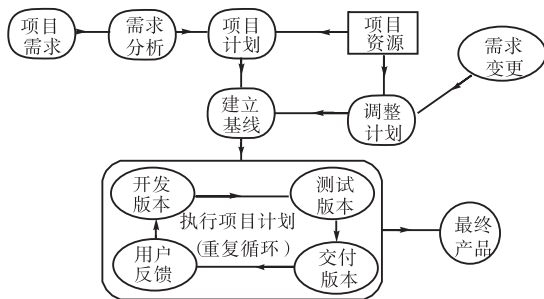 项目
需求
需求
分析
项目
计划
项目
资源
需求
变更
建立
基线
调整
计划
开发
版本
测试
版本
执行项目计划
(重复循环)
用户
反馈
交付
版本
最终
产品